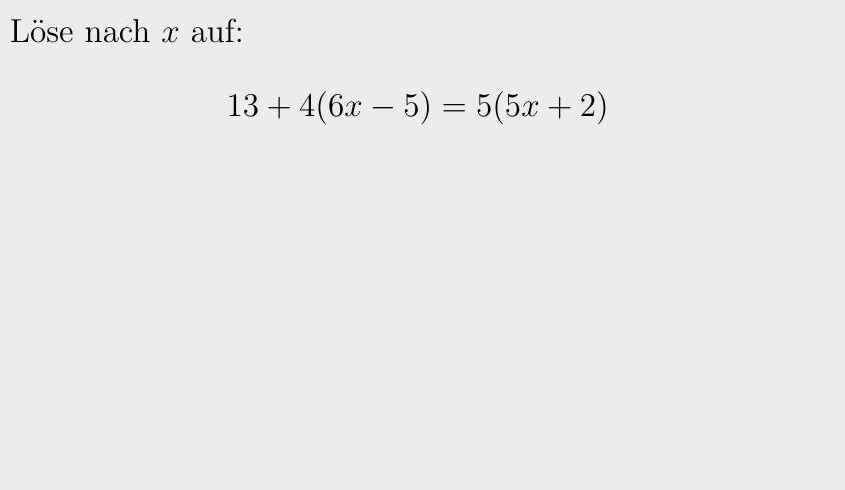 Löse nach x auf:
13 + 4(6x − 5) = 5(5x + 2)